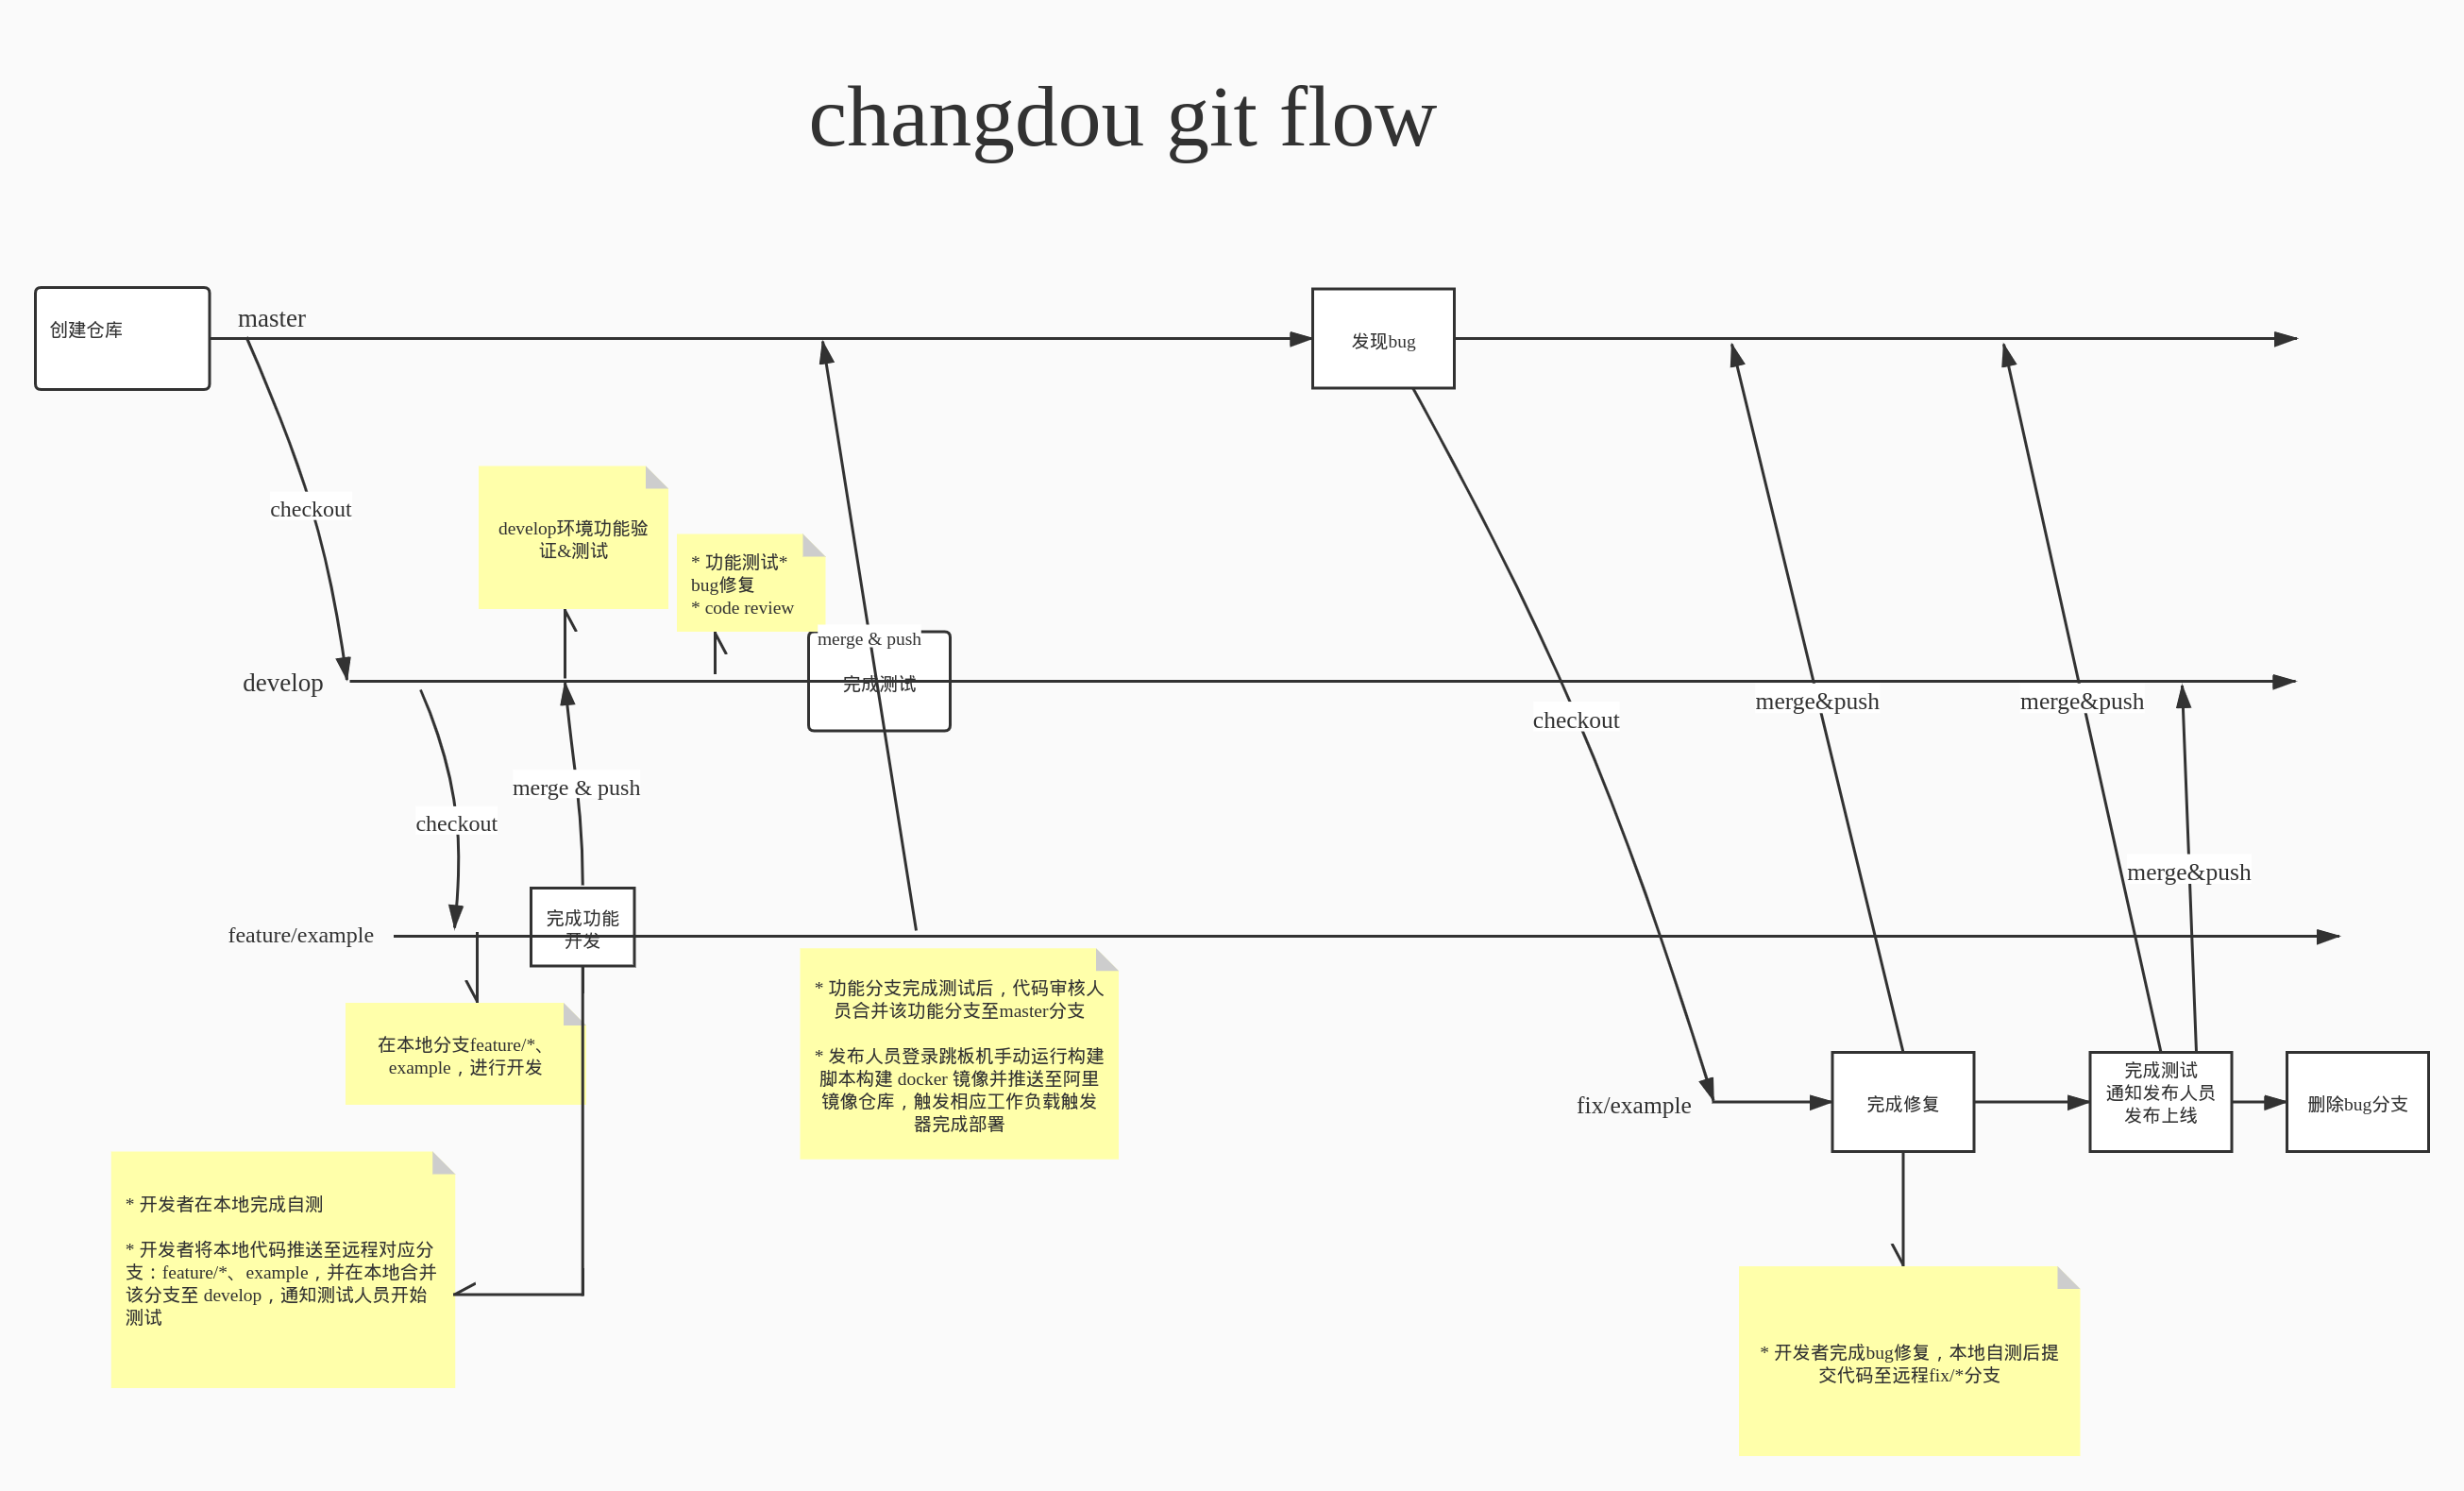 changdou git flow
创建仓库
master
发现bug
checkout
develop环境功能验
证&测试
* 功能测试*
bug修复
* code review
merge & push
完成测试
develop
checkout
merge&push
merge&push
merge & push
checkout
merge&push
feature/example
完成功能
开发
* 功能分支完成测试后，代码审核人
员合并该功能分支至master分支
* 发布人员登录跳板机手动运行构建
脚本构建 docker 镜像并推送至阿里
镜像仓库，触发相应工作负载触发
器完成部署
在本地分支feature/*、
example，进行开发
fix/example
完成修复
完成测试
通知发布人员
发布上线
删除bug分支
* 开发者在本地完成自测
* 开发者将本地代码推送至远程对应分
支：feature/*、example，并在本地合并
该分支至 develop，通知测试人员开始
测试
* 开发者完成bug修复，本地自测后提
交代码至远程fix/*分支